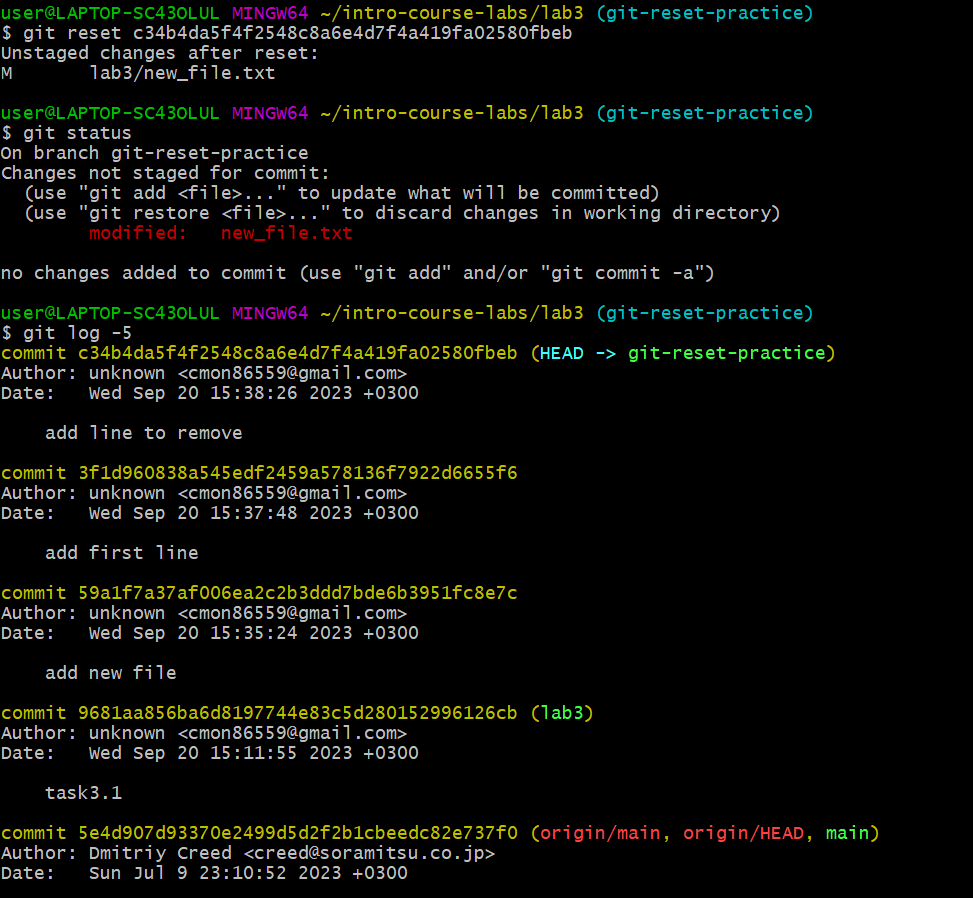 user@LAPTOP-SC43OLUL MINGW64 ~/intro-course-labs/lab3 (git-reset-practice)
$ git reset c34b4da5f4f2548c8a6e4d7f4a419fa02580fbeb
Unstaged changes after reset:
M       lab3/new_file.txt

user@LAPTOP-SC43OLUL MINGW64 ~/intro-course-labs/lab3 (git-reset-practice)
$ git status
On branch git-reset-practice
Changes not staged for commit:
  (use "git add <file>..." to update what will be committed)
  (use "git restore <file>..." to discard changes in working directory)
        modified:   new_file.txt

no changes added to commit (use "git add" and/or "git commit -a")

user@LAPTOP-SC43OLUL MINGW64 ~/intro-course-labs/lab3 (git-reset-practice)
$ git log -5
commit c34b4da5f4f2548c8a6e4d7f4a419fa02580fbeb (HEAD -> git-reset-practice)
Author: unknown <cmon86559@gmail.com>
Date:   Wed Sep 20 15:38:26 2023 +0300

    add line to remove

commit 3f1d960838a545edf2459a578136f7922d6655f6
Author: unknown <cmon86559@gmail.com>
Date:   Wed Sep 20 15:37:48 2023 +0300

    add first line

commit 59a1f7a37af006ea2c2b3ddd7bde6b3951fc8e7c
Author: unknown <cmon86559@gmail.com>
Date:   Wed Sep 20 15:35:24 2023 +0300

    add new file

commit 9681aa856ba6d8197744e83c5d280152996126cb (lab3)
Author: unknown <cmon86559@gmail.com>
Date:   Wed Sep 20 15:11:55 2023 +0300

    task3.1

commit 5e4d907d93370e2499d5d2f2b1cbeedc82e737f0 (origin/main, origin/HEAD, main)
Author: Dmitriy Creed <creed@soramitsu.co.jp>
Date:   Sun Jul 9 23:10:52 2023 +0300